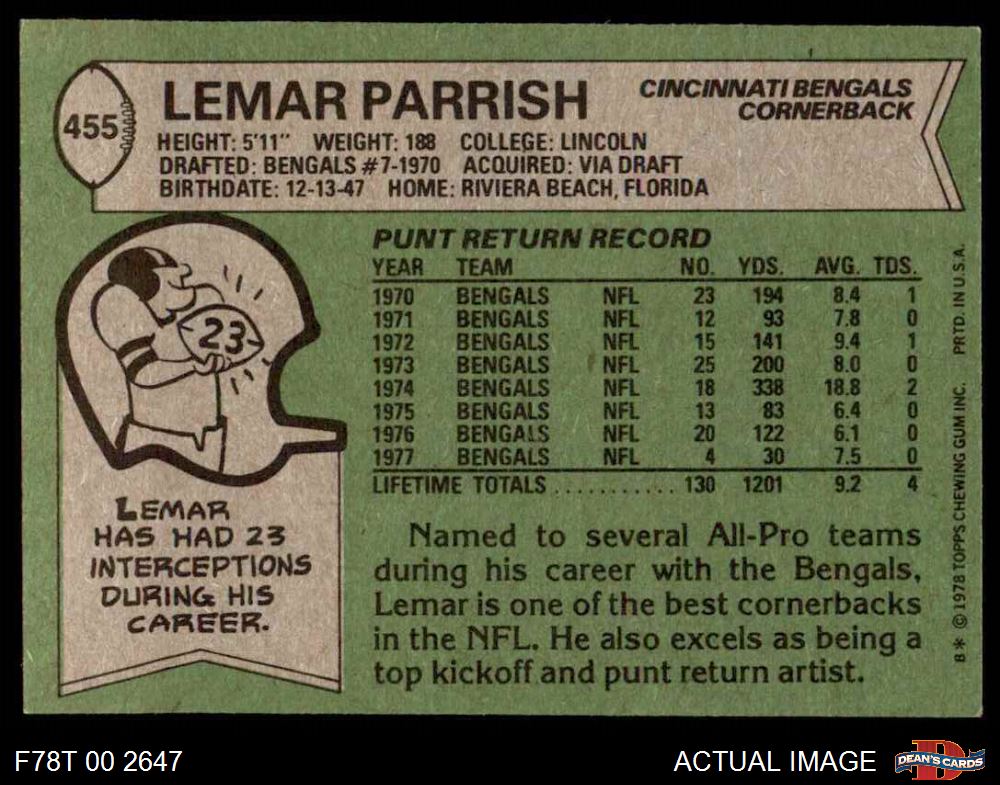 455
LEMAR PARRISH
CINCINNATI BENGALS
CORNERBACK
HEIGHT: 5'11" WEIGHT: 188 COLLEGE: LINCOLN
DRAFTED: BENGALS #7-1970 ACQUIRED: VIA DRAFT
BIRTHDATE: 12-13-47 HOME: RIVIERA BEACH, FLORIDA
PUNT RETURN RECORD
YEAR TEAM NO. YDS. AVG. TDS.
1970 BENGALS NFL 23 194 8.4 1
1971 BENGALS NFL 12 93 7.8 0
1972 BENGALS NFL 15 141 9.4 1
1973 BENGALS NFL 25 200 8.0 0
1974 BENGALS NFL 18 338 18.8 2
1975 BENGALS NFL 13 83 6.4 0
1976 BENGALS NFL 20 122 6.1 0
1977 BENGALS NFL 4 30 7.5 0
LIFETIME TOTALS ........... 130 1201 9.2 4
23
LEMAR
HAS HAD 23
INTERCEPTIONS
DURING HIS
CAREER.
Named to several All-Pro teams
during his career with the Bengals,
Lemar is one of the best cornerbacks
in the NFL. He also excels as being a
top kickoff and punt return artist.
B* © 1978 TOPPS CHEWING GUM INC. PRTD. IN U.S.A.
F78T 00 2647
ACTUAL IMAGE
D
DEAN'S CARDS